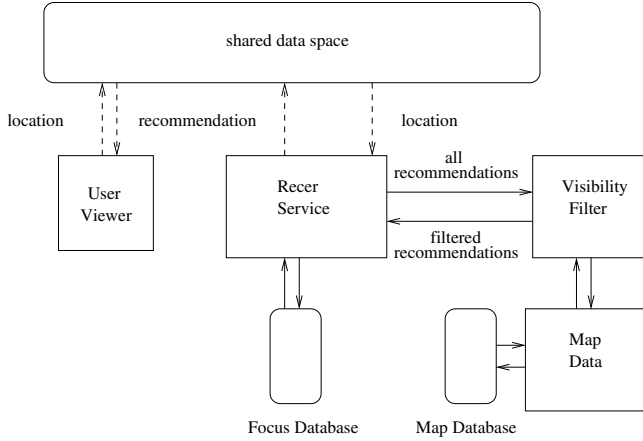 shared data space
location
recommendation
location
User
Viewer
Recer
Service
all
recommendations
Visibility
Filter
filtered
recommendations
Map
Data
Focus Database
Map Database